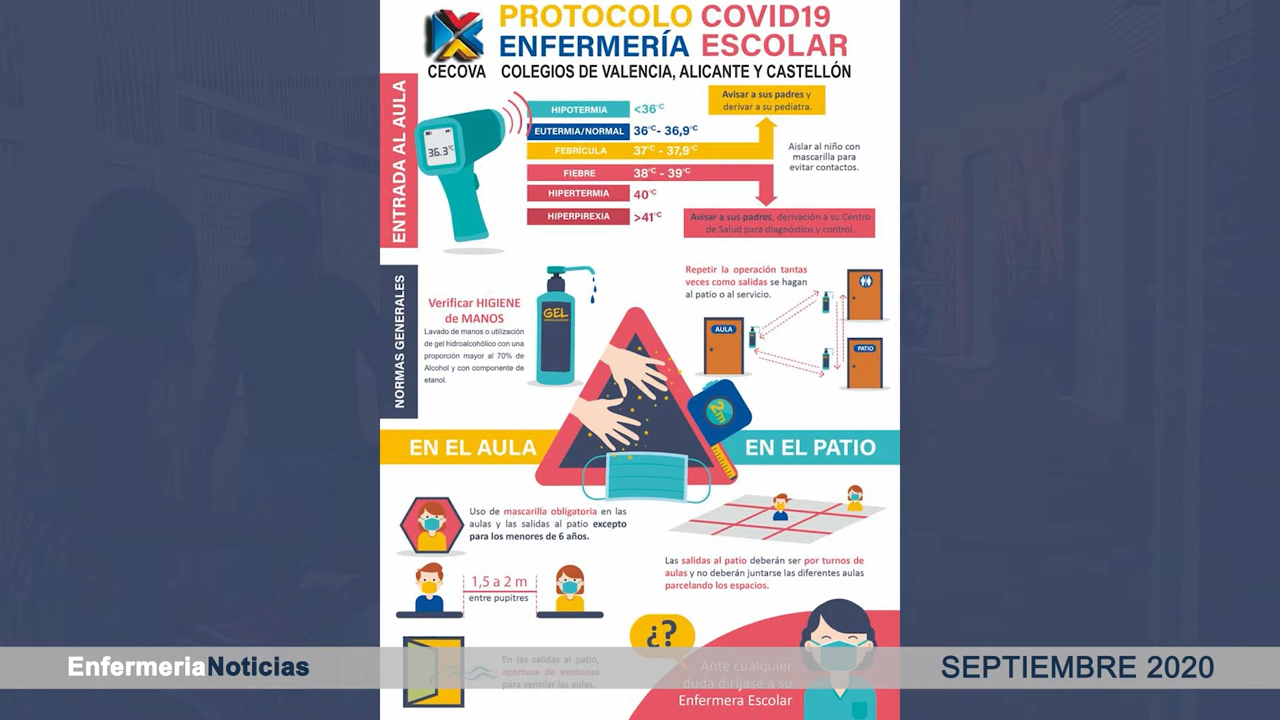 PROTOCOLO COVID19
ENFERMERÍA ESCOLAR
CECOVA COLEGIOS DE VALENCIA, ALICANTE Y CASTELLÓN
ENTRADA AL AULA
36.3°C
HIPOTERMIA <36°C
EUTERMIA/NORMAL 36°C- 36,9°C
FEBRÍCULA 37°C - 37,9°C
FIEBRE 38°C - 39°C
HIPERTERMIA 40°C
HIPERPIREXIA >41°C
Avisar a sus padres y
derivar a su pediatra.
Aislar al niño con
mascarilla para
evitar contactos.
Avisar a sus padres, derivación a su Centro
de Salud para diagnóstico y control.
NORMAS GENERALES
Verificar HIGIENE
de MANOS
Lavado de manos o utilización
de gel hidroalcohólico con una
proporción mayor al 70% de
Alcohol y con componente de
etanol.
GEL
Repetir la operación tantas
veces como salidas se hagan
al patio o al servicio.
AULA
PATIO
2m
EN EL AULA
EN EL PATIO
Uso de mascarilla obligatoria en las
aulas y las salidas al patio excepto
para los menores de 6 años.
1,5 a 2 m
entre pupitres
En las salidas al patio,
apertura de ventanas
para ventilar las aulas.
Las salidas al patio deberán ser por turnos de
aulas y no deberán juntarse las diferentes aulas
parcelando los espacios.
¿?
Ante cualquier
duda diríjase a su
Enfermera Escolar
EnfermeriaNoticias
SEPTIEMBRE 2020